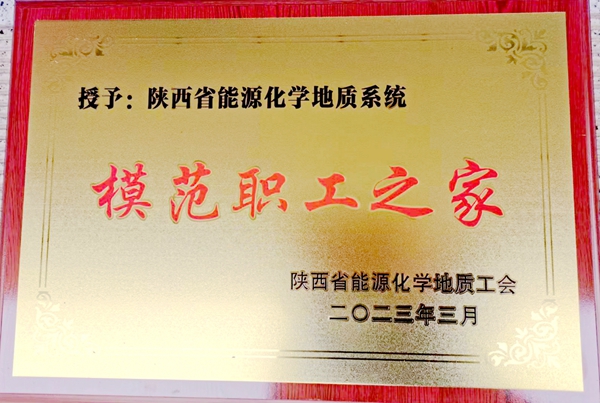 授予：陕西省能源化学地质系统
模范职工之家
陕西省能源化学地质工会
二〇二三年三月